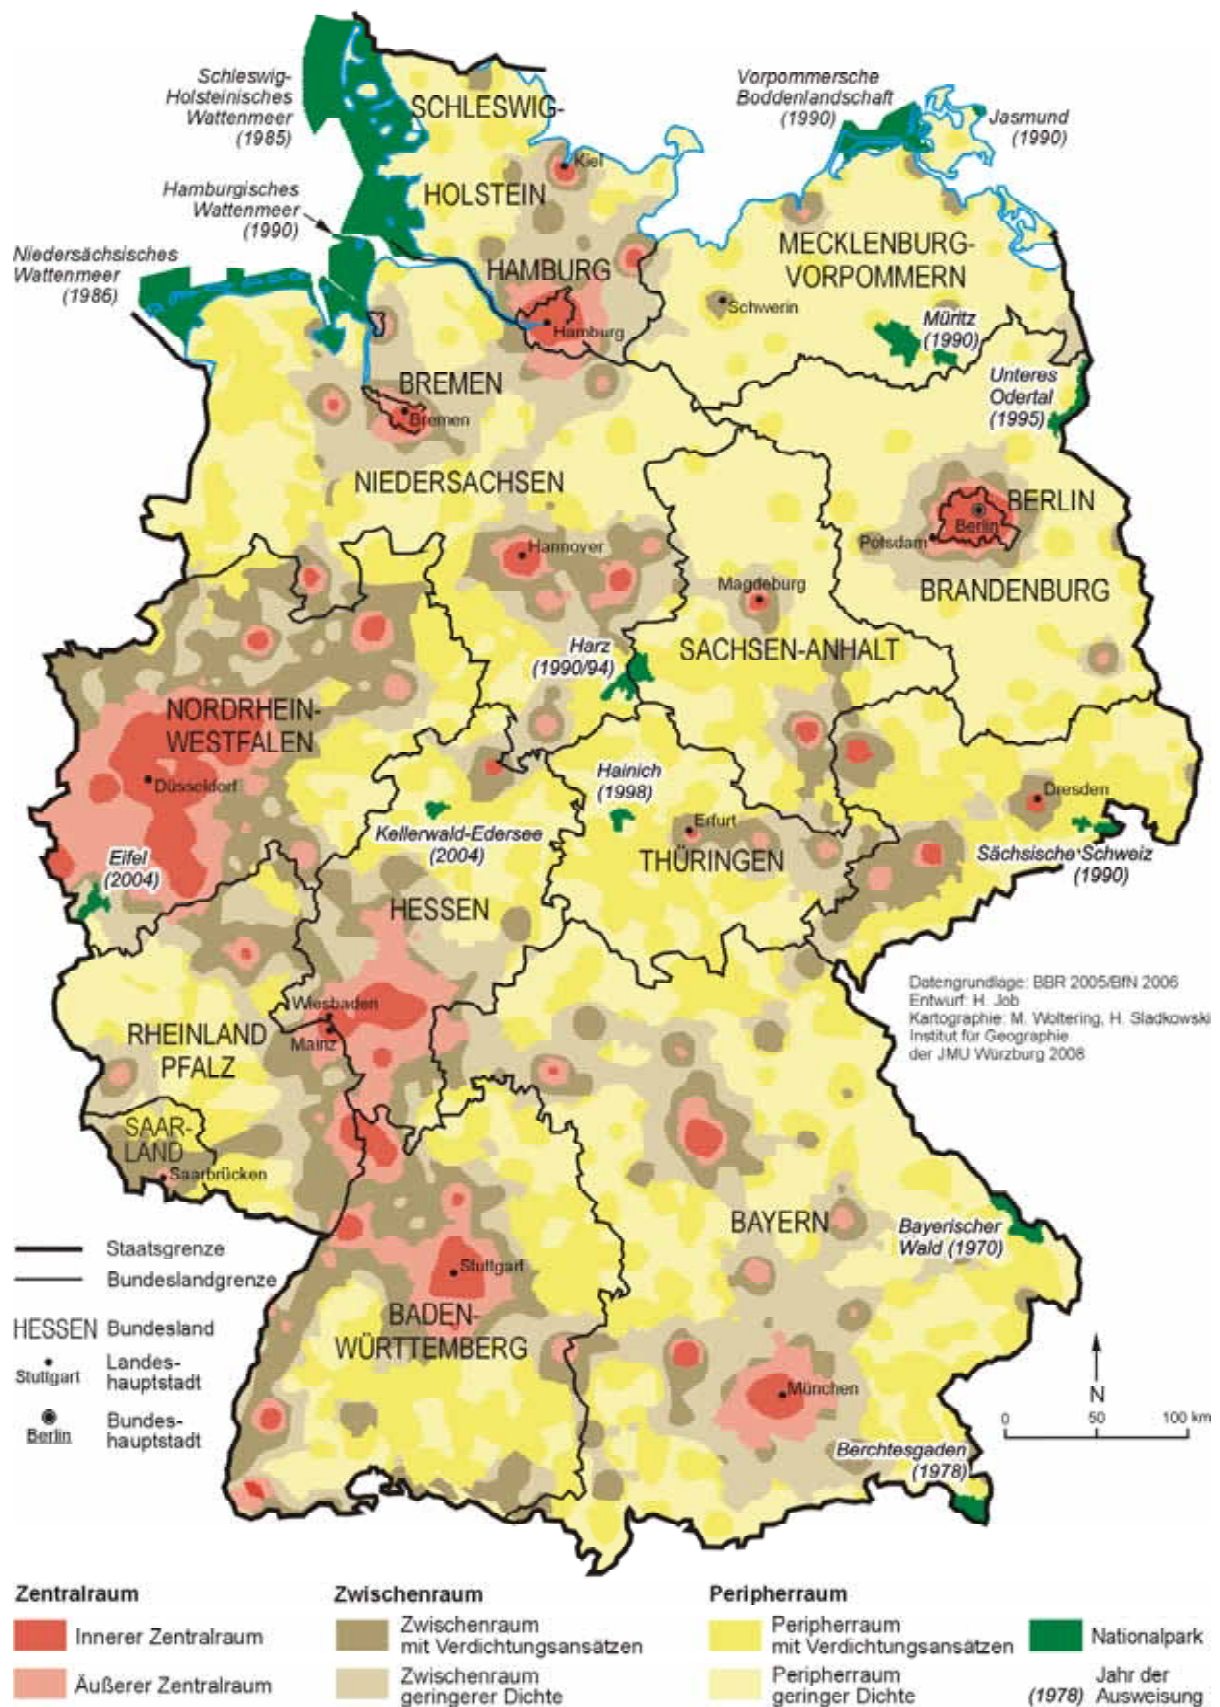 Schleswig-
Holsteinisches
Wattenmeer
(1985)
SCHLESWIG-
HOLSTEIN
Kiel
Vorpommersche
Boddenlandschaft
(1990)
Jasmund
(1990)
Hamburgisches
Wattenmeer
(1990)
Niedersächsisches
Wattenmeer
(1986)
HAMBURG
Hamburg
MECKLENBURG-
VORPOMMERN
Schwerin
Müritz
(1990)
Unteres
Odertal
(1995)
BREMEN
Bremen
NIEDERSACHSEN
Hannover
BERLIN
Berlin
Potsdam
BRANDENBURG
Magdeburg
SACHSEN-ANHALT
Harz
(1990/94)
NORDRHEIN-
WESTFALEN
Düsseldorf
Hainich
(1998)
Kellerwald-Edersee
(2004)
Erfurt
THÜRINGEN
Dresden
Sächsische Schweiz
(1990)
Eifel
(2004)
HESSEN
Wiesbaden
Mainz
RHEINLAND
PFALZ
SAAR-
LAND
Saarbrücken
Datengrundlage: BBR 2005/BfN 2006
Entwurf: H. Job
Kartographie: M. Woltering, H. Sladkowski
Institut für Geographie
der JMU Würzburg 2008
BAYERN
Bayerischer
Wald (1970)
Stuttgart
BADEN-
WÜRTTEMBERG
München
Berchtesgaden
(1978)
Staatsgrenze
Bundeslandgrenze
HESSEN Bundesland
Stuttgart
Landes-
hauptstadt
Berlin
Bundes-
hauptstadt
N
0 50 100 km
Zentralraum
Innerer Zentralraum
Äußerer Zentralraum
Zwischenraum
Zwischenraum
mit Verdichtungsansätzen
Zwischenraum
geringerer Dichte
Peripherraum
Peripherraum
mit Verdichtungsansätzen
Peripherraum
geringer Dichte
Nationalpark
(1978) Jahr der
Ausweisung